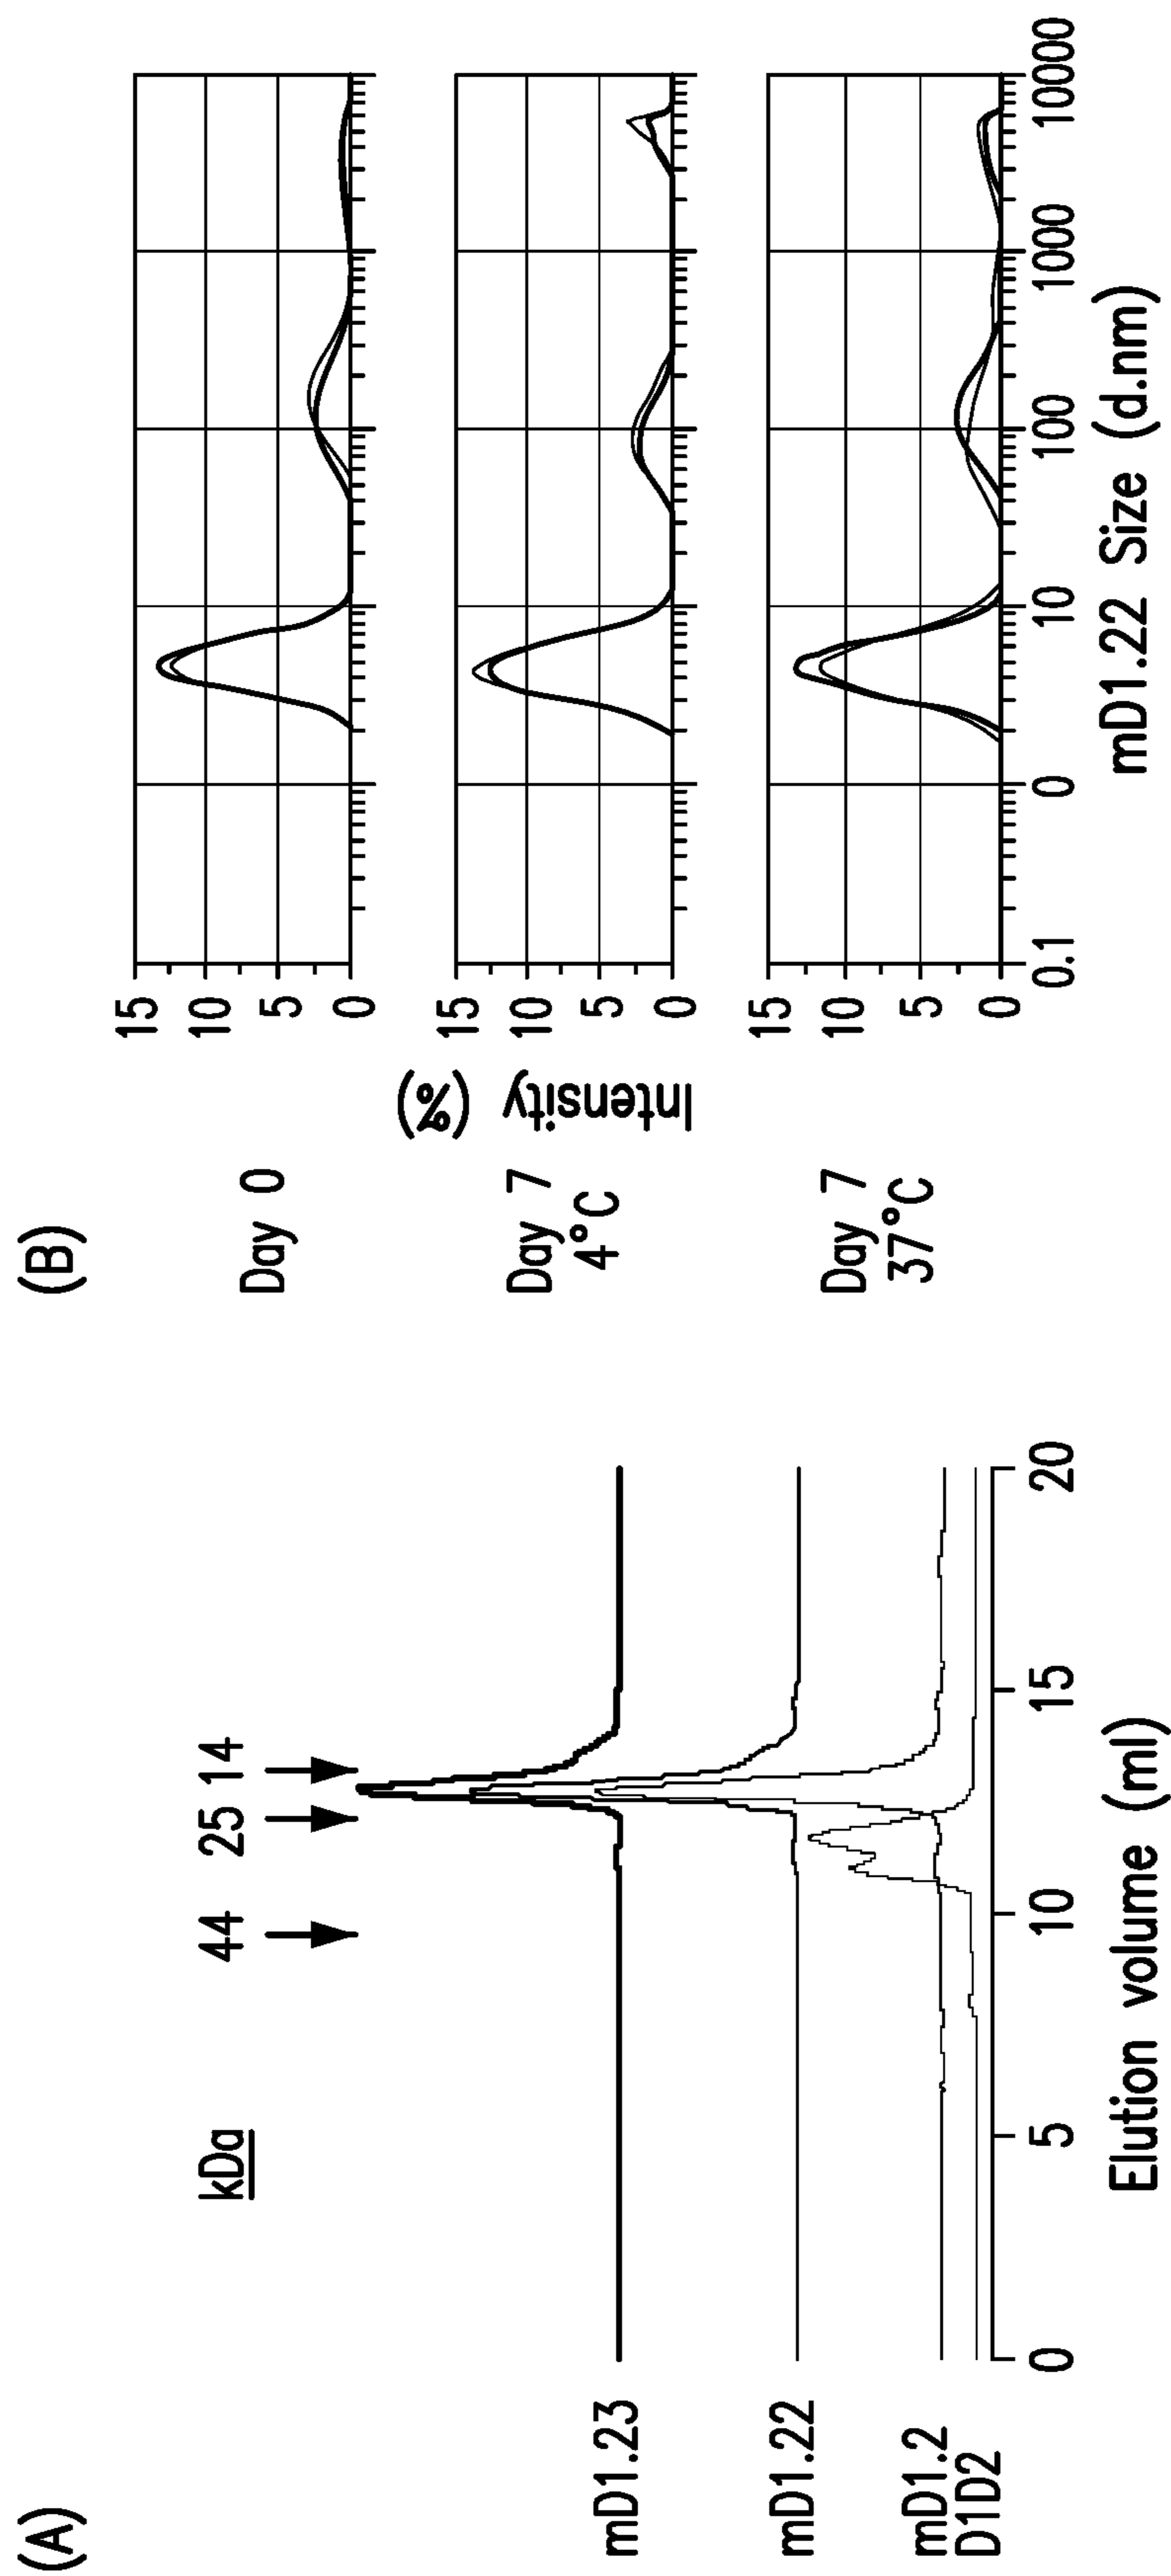 (A)
kDa
44 25 14
mD1.23
mD1.22
mD1.2
D1D2
0 5 10 15 20
Elution volume (ml)
(B)
Day 0
Day 7
4°C
Day 7
37°C
Intensity (%)
15
10
5
0
15
10
5
0
15
10
5
0
0.1 0 10 100 1000 10000
mD1.22 Size (d.nm)